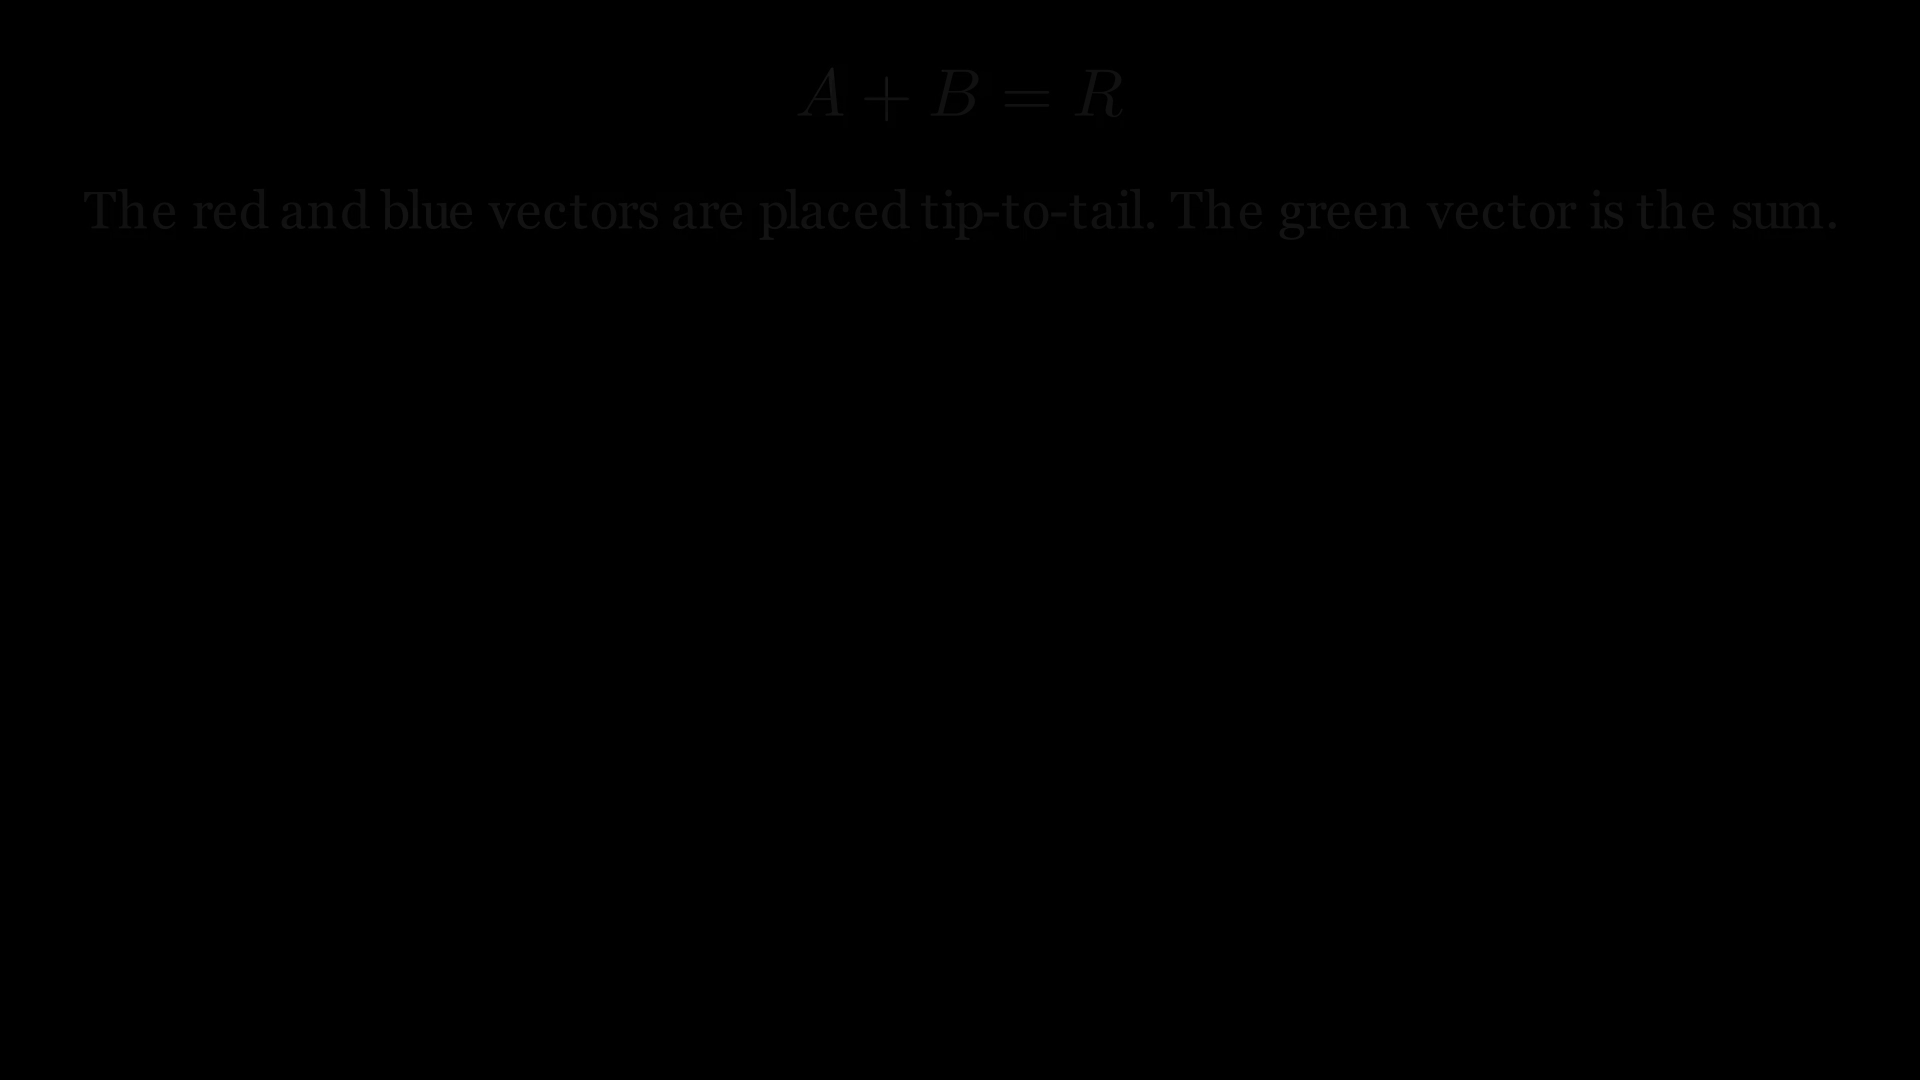 A + B = R
The red and blue vectors are placed tip-to-tail. The green vector is the sum.